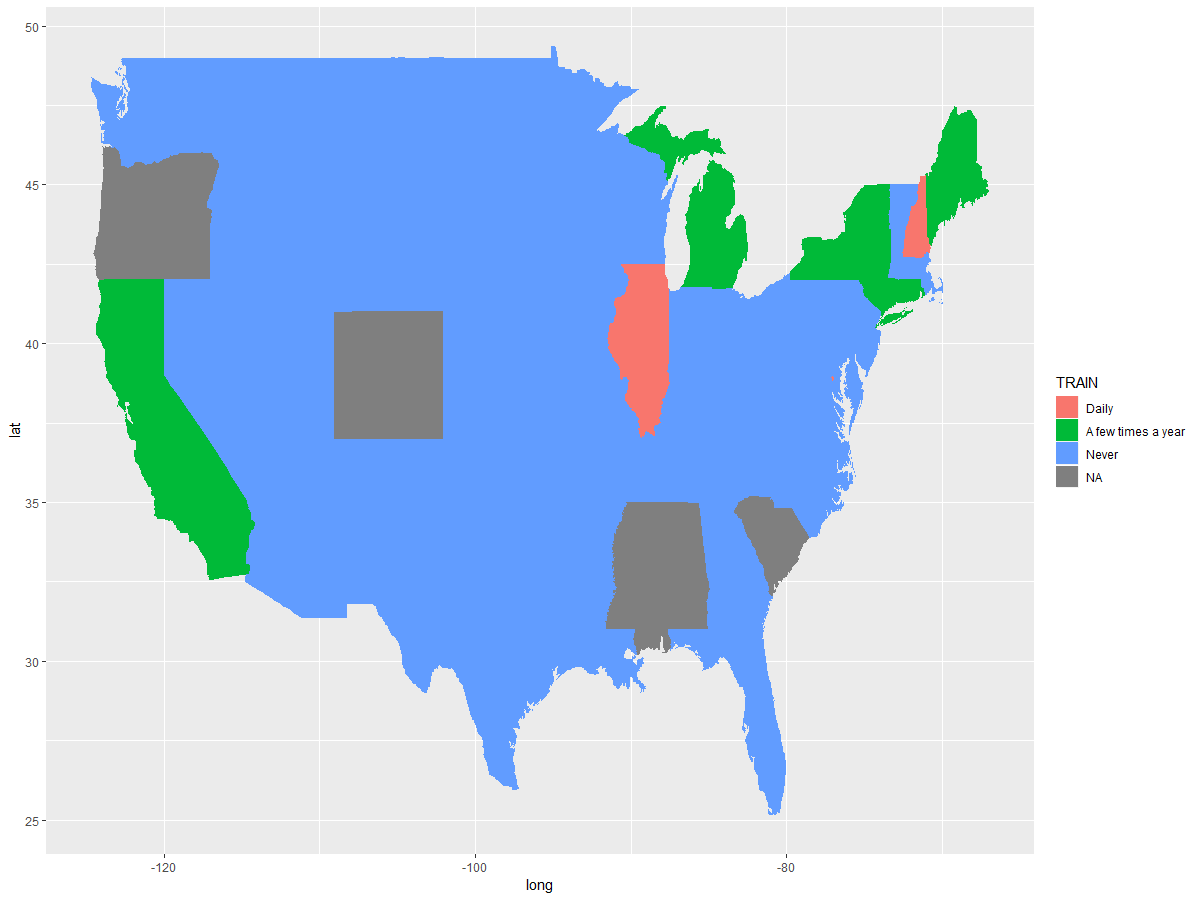 50
45
40
35
30
25
lat
-120
-100
-80
long
TRAIN
Daily
A few times a year
Never
NA